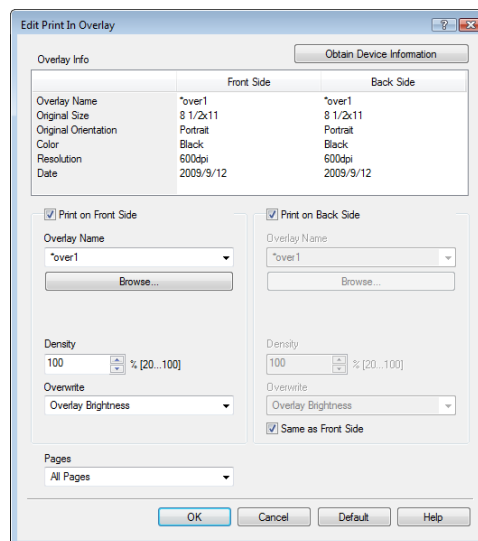 Edit Print In Overlay
Overlay Info
Obtain Device Information
Front Side Back Side
Overlay Name *over1 *over1
Original Size 8 1/2x11 8 1/2x11
Original Orientation Portrait Portrait
Color Black Black
Resolution 600dpi 600dpi
Date 2009/9/12 2009/9/12
Print on Front Side Print on Back Side
Overlay Name Overlay Name
*over1 *over1
Browse... Browse...
Density Density
100 % [20...100] 100 % [20...100]
Overwrite Overwrite
Overlay Brightness Overlay Brightness
Same as Front Side
Pages
All Pages
OK Cancel Default Help